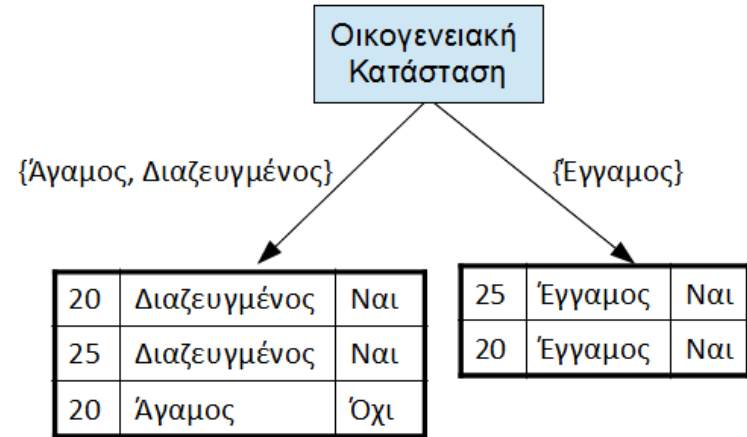 Οικογενειακή
Κατάσταση
{Άγαμος, Διαζευγμένος}
{Έγγαμος}
20 Διαζευγμένος Ναι
25 Διαζευγμένος Ναι
20 Άγαμος Όχι
25 Έγγαμος Ναι
20 Έγγαμος Ναι